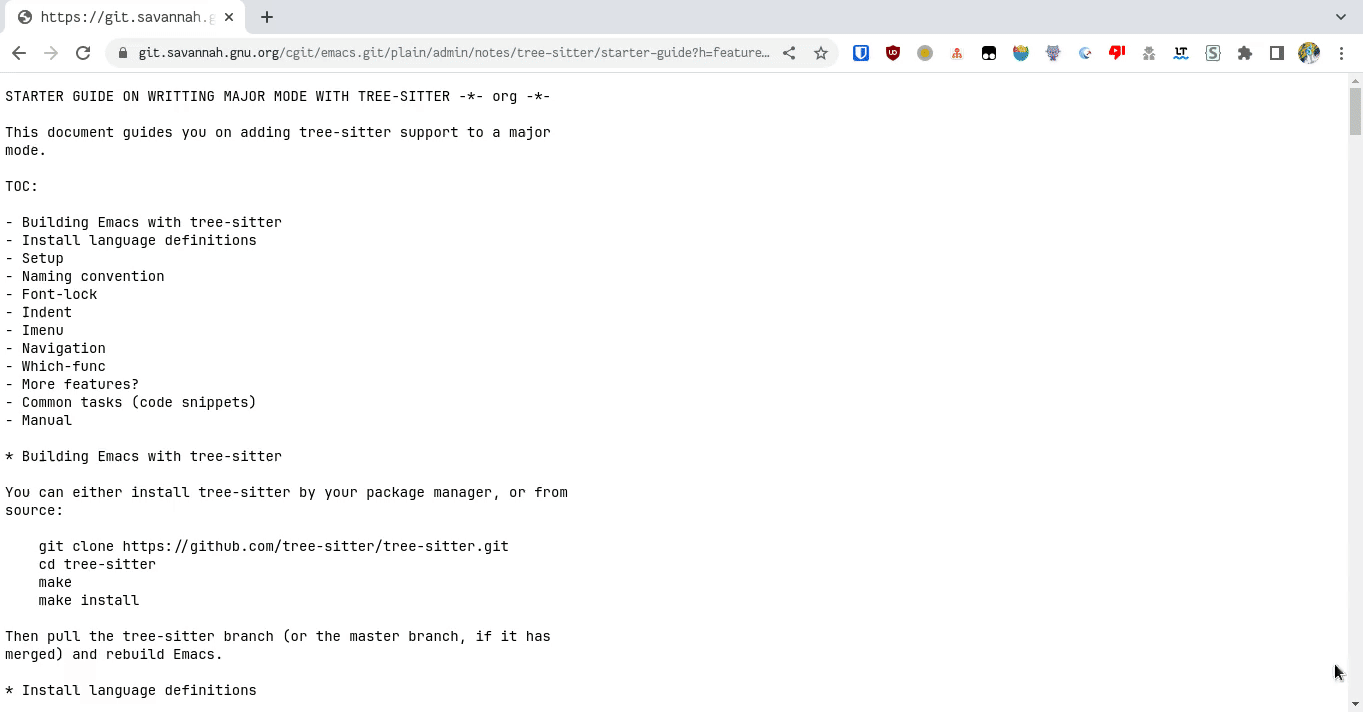 https://git.savannah.g
git.savannah.gnu.org/cgit/emacs.git/plain/admin/notes/tree-sitter/starter-guide?h=feature...
STARTER GUIDE ON WRITTING MAJOR MODE WITH TREE-SITTER -*- org -*-
This document guides you on adding tree-sitter support to a major
mode.
TOC:
- Building Emacs with tree-sitter
- Install language definitions
- Setup
- Naming convention
- Font-lock
- Indent
- Imenu
- Navigation
- Which-func
- More features?
- Common tasks (code snippets)
- Manual
* Building Emacs with tree-sitter
You can either install tree-sitter by your package manager, or from
source:
git clone https://github.com/tree-sitter/tree-sitter.git
cd tree-sitter
make
make install
Then pull the tree-sitter branch (or the master branch, if it has
merged) and rebuild Emacs.
* Install language definitions